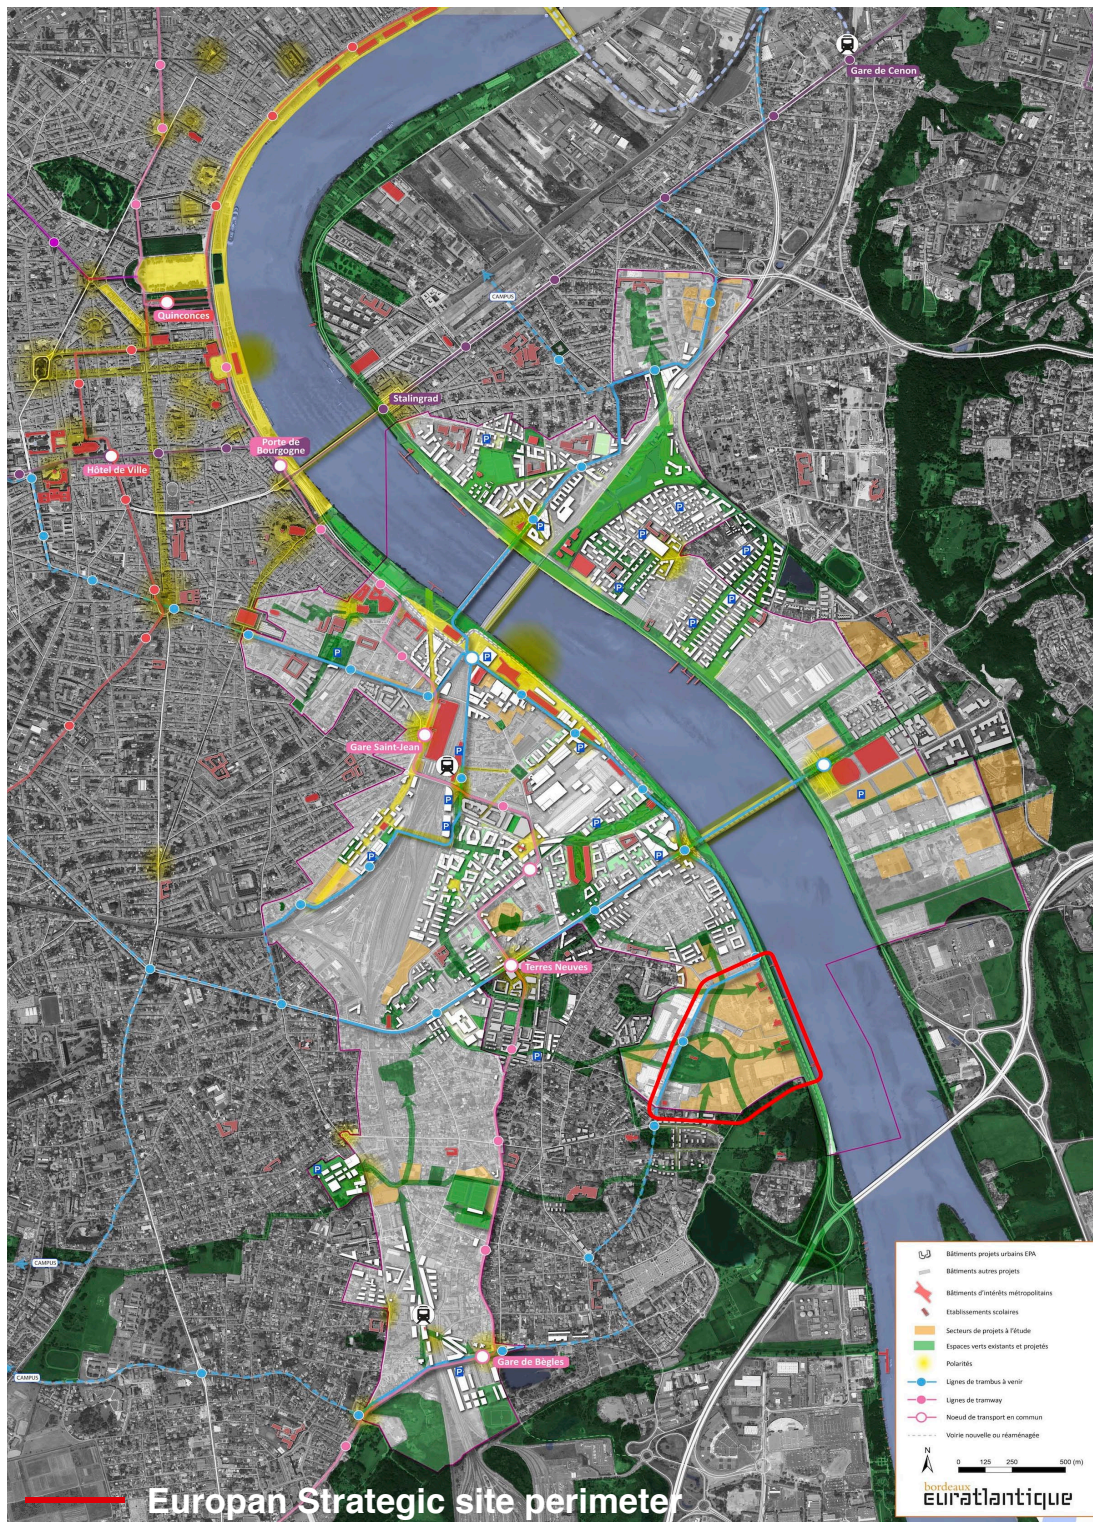 Gare de Cenon
CAMPUS
Quinconces
Stalingrad
Porte de
Bourgogne
Hôtel de Ville
P
P
P
P
P
P
P
P
P
P
P
Gare Saint-Jean
P
P
P
P
P
P
P
Terres Neuves
P
P
CAMPUS
Gare de Bègles
P
CAMPUS
Bâtiments projets urbains EPA
Bâtiments autres projets
Bâtiments d'intérêts métropolitains
Etablissements scolaires
Secteurs de projets à l'étude
Espaces verts existants et projetés
Polarités
Lignes de trambus à venir
Lignes de tramway
Noeud de transport en commun
Voirie nouvelle ou réaménagée
N
0 125 250 500 (m)
bordeaux
euratlantique
Europan Strategic site perimeter